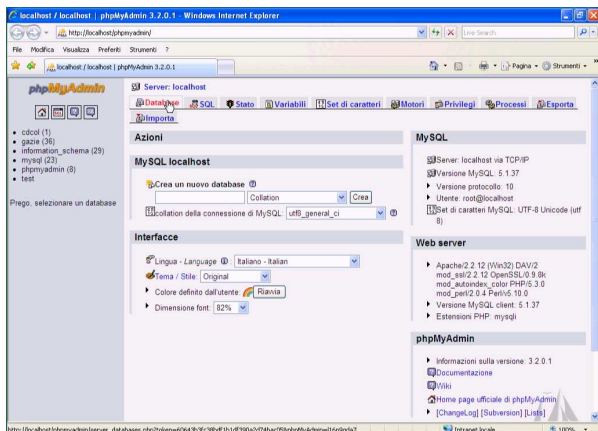 localhost / localhost | phpMyAdmin 3.2.0.1 - Windows Internet Explorer
http://localhost/phpmyadmin/
Live Search
File Modifica Visualizza Preferiti Strumenti ?
localhost / localhost | phpMyAdmin 3.2.0.1
Pagina Strumenti
phpMyAdmin
cdcol (1)
gazie (36)
information_schema (29)
mysql (23)
phpmyadmin (8)
test
Prego, selezionare un database
Server: localhost
Database SQL Stato Variabili Set di caratteri Motori Privilegi Processi Esporta
Importa
Azioni
MySQL localhost
Crea un nuovo database
Collation Crea
collation della connessione di MySQL: utf8_general_ci
Interfacce
Lingua - Language : Italiano - Italian
Tema / Stile: Original
Colore definito dall'utente: Riavvia
Dimensione font: 82%
MySQL
Server: localhost via TCP/IP
Versione MySQL: 5.1.37
Versione protocollo: 10
Utente: root@localhost
Set di caratteri MySQL: UTF-8 Unicode (utf
8)
Web server
Apache/2.2.12 (Win32) DAV/2
mod_ssl/2.2.12 OpenSSL/0.9.8k
mod_autoindex_color PHP/5.3.0
mod_perl/2.0.4 Perl/v5.10.0
Versione MySQL client: 5.1.37
Estensioni PHP: mysqli
phpMyAdmin
Informazioni sulla versione: 3.2.0.1
Documentazione
Wiki
Home page ufficiale di phpMyAdmin
[ChangeLog] [Subversion] [Lists]
Intranet locale 100%